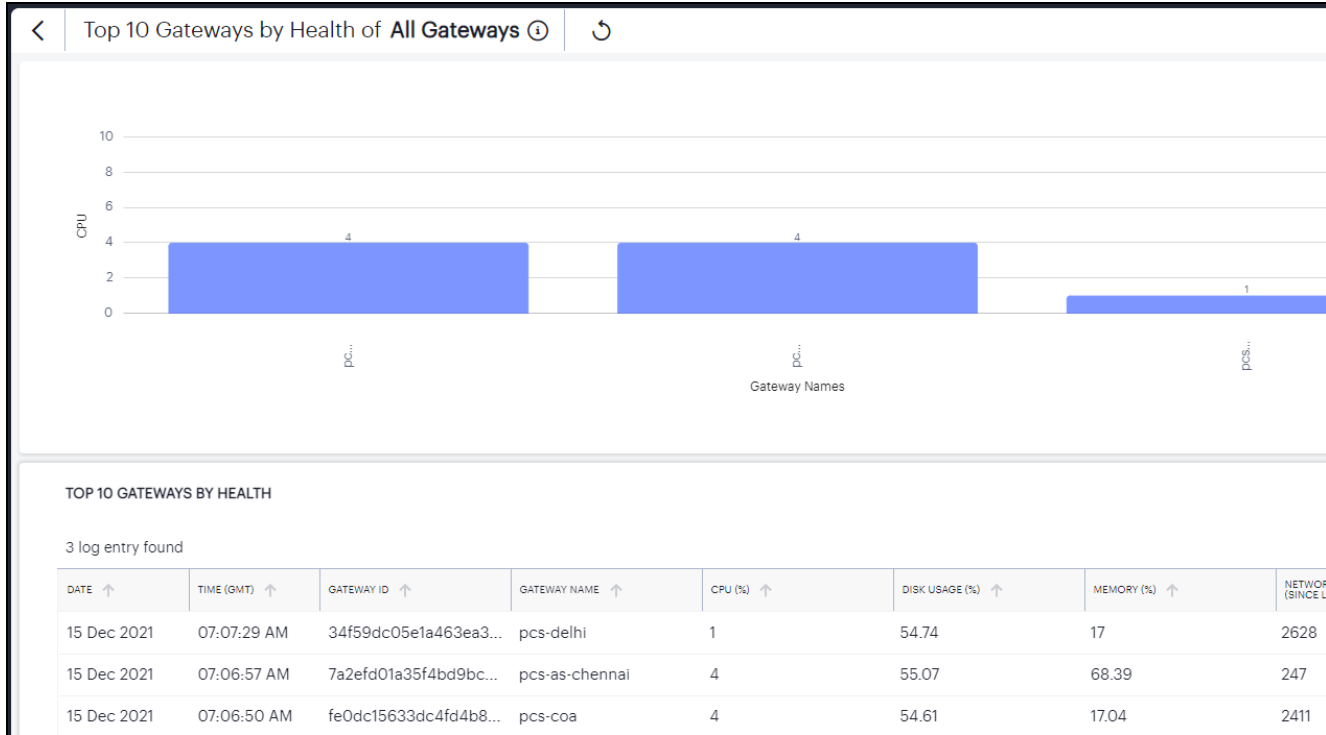 Top 10 Gateways by Health of All Gateways
10
8
6
4
2
0
CPU
4
4
1
pc...
pc...
pcs...
Gateway Names
TOP 10 GATEWAYS BY HEALTH
3 log entry found
DATE TIME (GMT) GATEWAY ID GATEWAY NAME CPU (%) DISK USAGE (%) MEMORY (%)
(SINCE
15 Dec 2021 07:07:29 AM 34f59dc05e1a463ea3... pcs-delhi 1 54.74 17 2628
15 Dec 2021 07:06:57 AM 7a2efd01a35f4bd9bc... pcs-as-chennai 4 55.07 68.39 247
15 Dec 2021 07:06:50 AM fe0dc15633dc4fd4b8... pcs-coa 4 54.61 17.04 2411